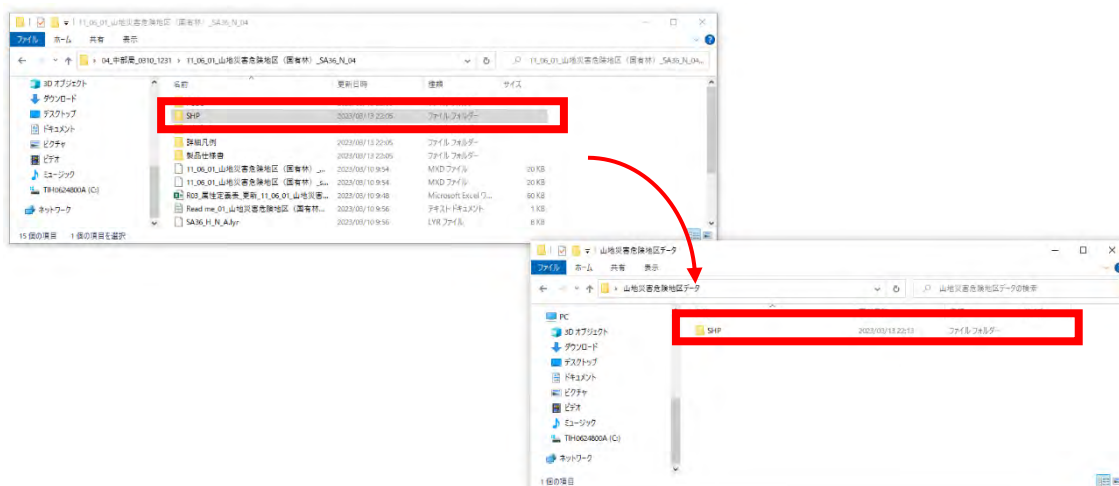 11_06_01_山地災害危険地区（国有林）_SA36_N_04
ファイル ホーム 共有 表示
04_中部局_0310_1231 › 11_06_01_山地災害危険地区（国有林）_SA36_N_04
11_06_01_山地災害危険地区（国有林）_SA36_N_04...
名前 更新日時 種類 サイズ
3D オブジェクト
ダウンロード
デスクトップ
ドキュメント
ピクチャ
ビデオ
ミュージック
TIH0624800A (C:)
ネットワーク
SHP 2023/03/13 22:05 ファイル フォルダー
詳細凡例 2023/03/13 22:05 ファイル フォルダー
製品仕様書 2023/03/13 22:05 ファイル フォルダー
11_06_01_山地災害危険地区（国有林）_... 2023/03/10 9:54 MXD ファイル 20 KB
11_06_01_山地災害危険地区（国有林）_s... 2023/03/10 9:54 MXD ファイル 20 KB
R03_属性定義表_更新_11_06_01_山地災害... 2023/03/10 9:48 Microsoft Excel ワ... 60 KB
Read me_01_山地災害危険地区（国有林... 2023/03/10 9:56 テキスト ドキュメント 1 KB
SA36_H_N_A.lyr 2023/03/10 9:56 LYR ファイル 8 KB
15 個の項目 1 個の項目を選択
山地災害危険地区データ
ファイル ホーム 共有 表示
› 山地災害危険地区データ
山地災害危険地区データの検索
PC
3D オブジェクト
ダウンロード
デスクトップ
ドキュメント
ピクチャ
ビデオ
ミュージック
TIH0624800A (C:)
ネットワーク
SHP 2023/03/13 22:13 ファイル フォルダー
1 個の項目